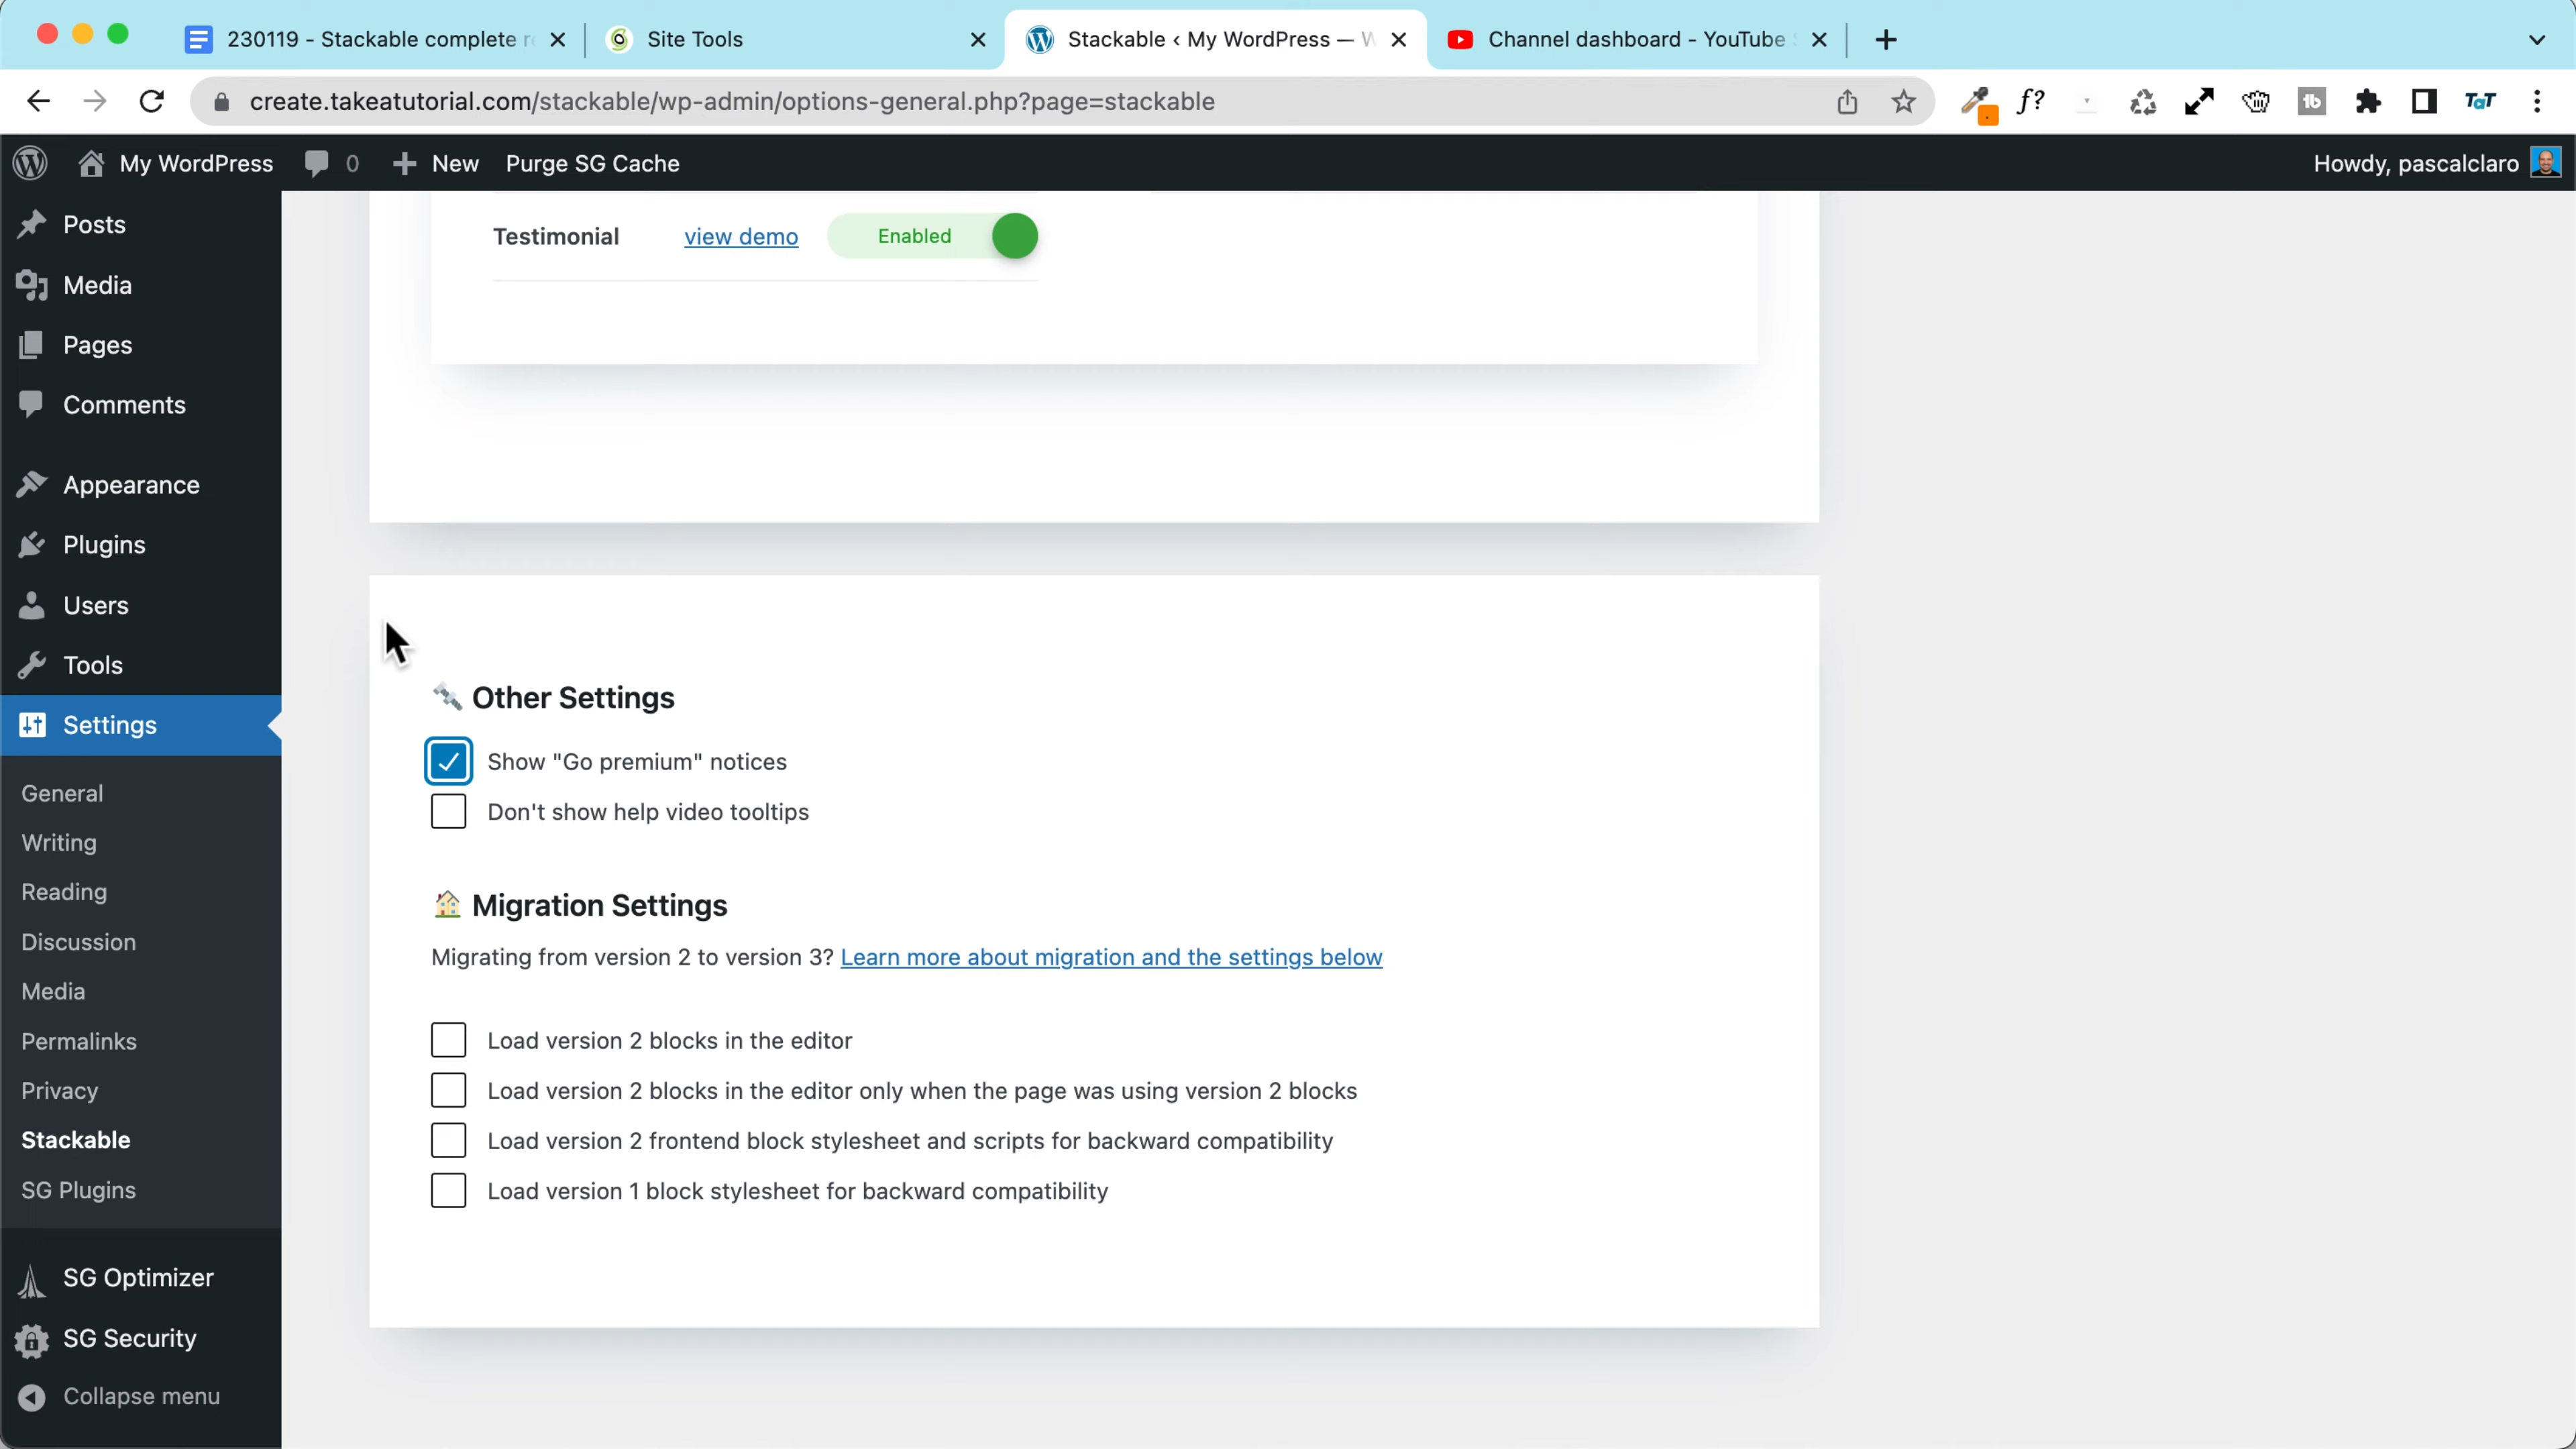 230119 - Stackable complete r
Site Tools
Stackable ‹ My WordPress — W
Channel dashboard - YouTube S
create.takeatutorial.com/stackable/wp-admin/options-general.php?page=stackable
f?
tb
TaT
My WordPress
0
New
Purge SG Cache
Howdy, pascalclaro
Posts
Media
Pages
Comments
Appearance
Plugins
Users
Tools
Settings
General
Writing
Reading
Discussion
Media
Permalinks
Privacy
Stackable
SG Plugins
SG Optimizer
SG Security
Collapse menu
Testimonial view demo Enabled
Other Settings
Show "Go premium" notices
Don't show help video tooltips
Migration Settings
Migrating from version 2 to version 3? Learn more about migration and the settings below
Load version 2 blocks in the editor
Load version 2 blocks in the editor only when the page was using version 2 blocks
Load version 2 frontend block stylesheet and scripts for backward compatibility
Load version 1 block stylesheet for backward compatibility